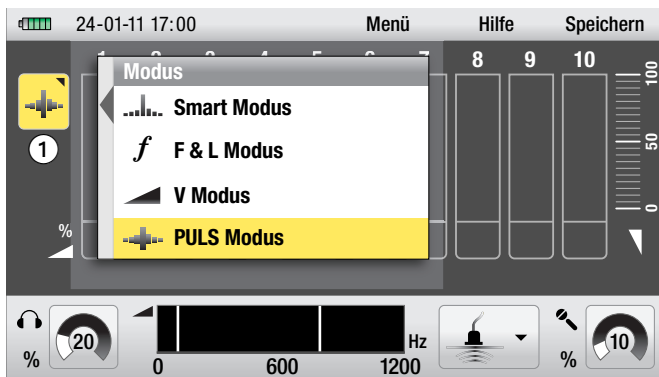 24-01-11 17:00 Menü Hilfe Speichern
8 9 10
Modus
Smart Modus
f F & L Modus
V Modus
PULS Modus
1
%
100
50
0
20
%
0 600 1200
Hz
10
%